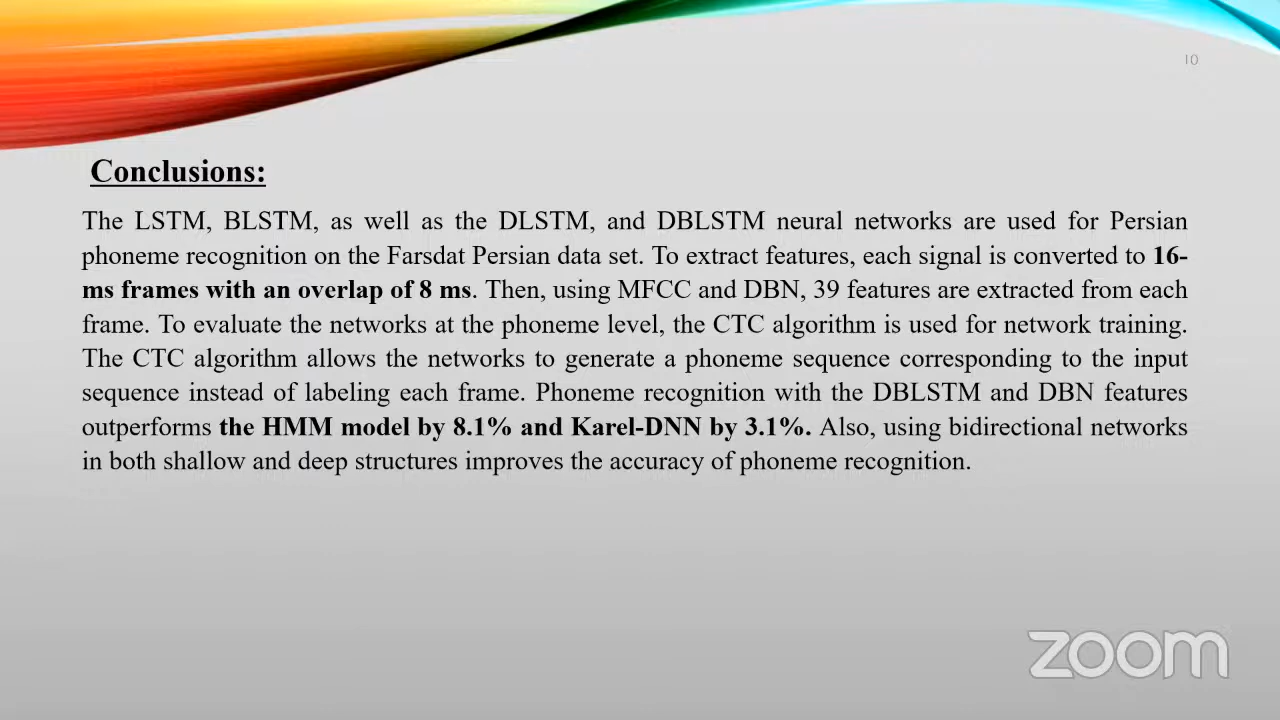 10
Conclusions:
The LSTM, BLSTM, as well as the DLSTM, and DBLSTM neural networks are used for Persian
phoneme recognition on the Farsdat Persian data set. To extract features, each signal is converted to 16-
ms frames with an overlap of 8 ms. Then, using MFCC and DBN, 39 features are extracted from each
frame. To evaluate the networks at the phoneme level, the CTC algorithm is used for network training.
The CTC algorithm allows the networks to generate a phoneme sequence corresponding to the input
sequence instead of labeling each frame. Phoneme recognition with the DBLSTM and DBN features
outperforms the HMM model by 8.1% and Karel-DNN by 3.1%. Also, using bidirectional networks
in both shallow and deep structures improves the accuracy of phoneme recognition.
zoom